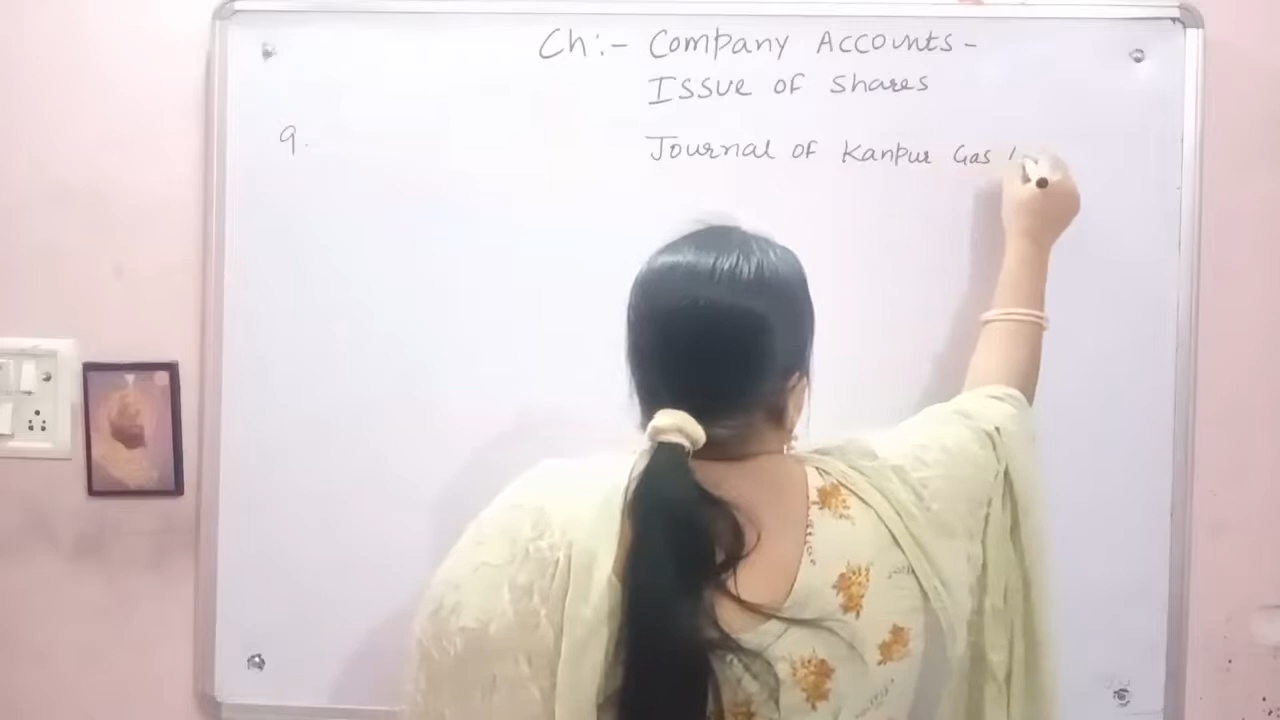 Ch:- Company Accounts -
Issue of Shares
9.
Journal of Kanpur Gas